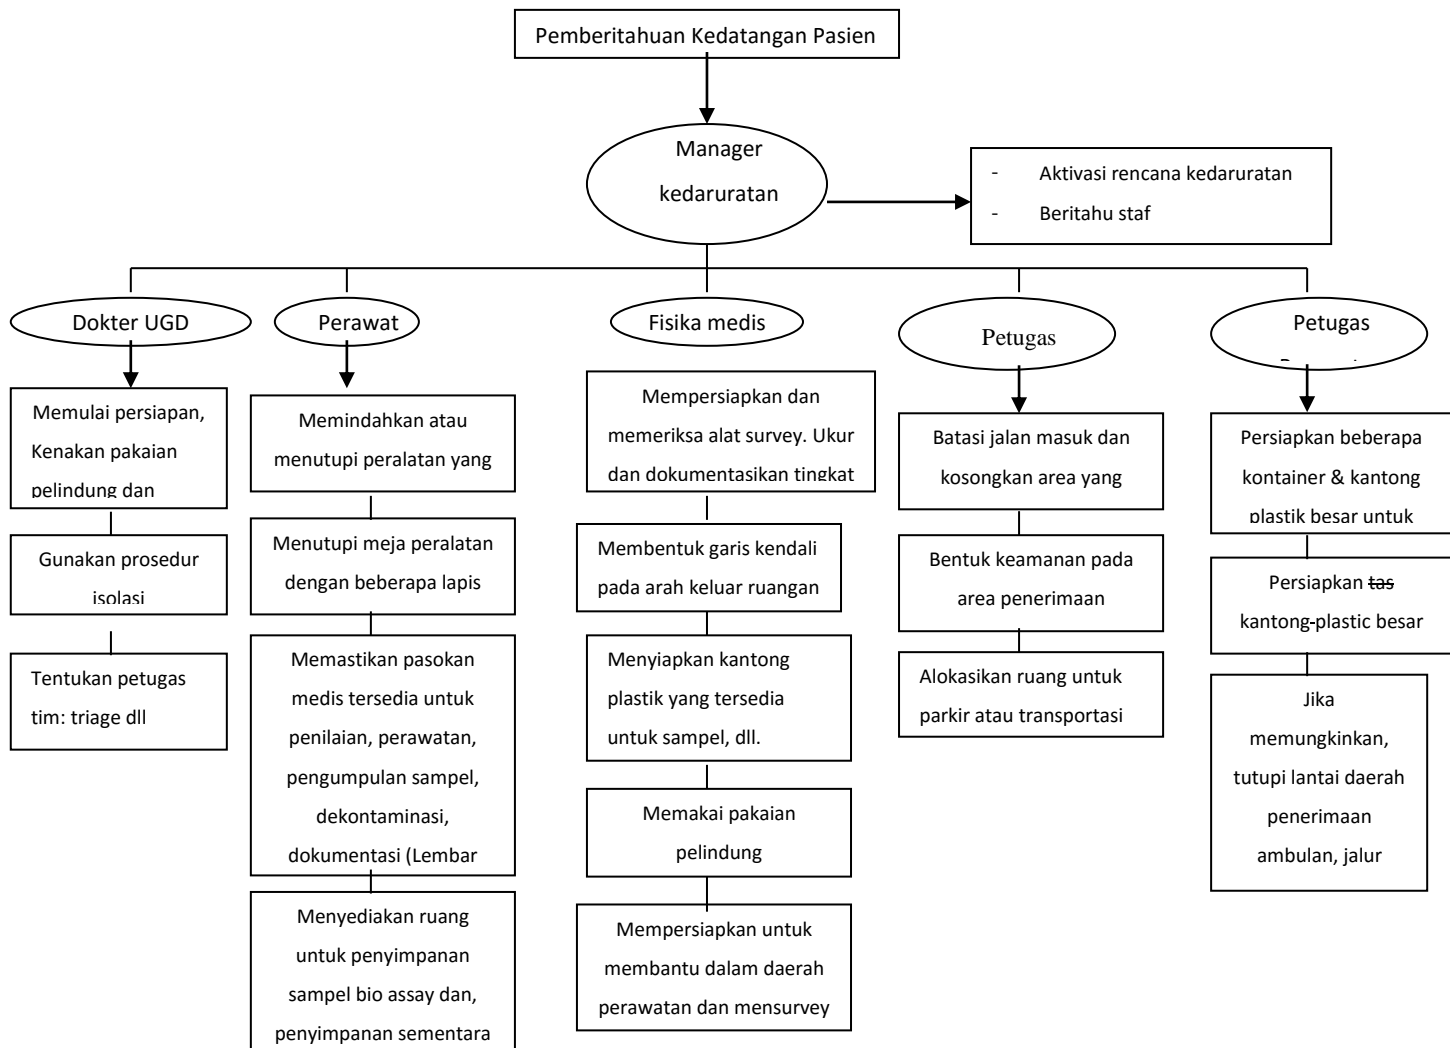 Pemberitahuan Kedatangan Pasien
Manager
kedaruratan
- Aktivasi rencana kedaruratan
- Beritahu staf
Dokter UGD
Perawat
Fisika medis
Petugas
Petugas
Memulai persiapan,
Kenakan pakaian
pelindung dan
Gunakan prosedur
isolasi
Tentukan petugas
tim: triage dll
Memindahkan atau
menutupi peralatan yang
Menutupi meja peralatan
dengan beberapa lapis
Memastikan pasokan
medis tersedia untuk
penilaian, perawatan,
pengumpulan sampel,
dekontaminasi,
dokumentasi (Lembar
Menyediakan ruang
untuk penyimpanan
sampel bio assay dan,
penyimpanan sementara
Mempersiapkan dan
memeriksa alat survey. Ukur
dan dokumentasikan tingkat
Membentuk garis kendali
pada arah keluar ruangan
Menyiapkan kantong
plastik yang tersedia
untuk sampel, dll.
Memakai pakaian
pelindung
Mempersiapkan untuk
membantu dalam daerah
perawatan dan mensurvey
Batasi jalan masuk dan
kosongkan area yang
Bentuk keamanan pada
area penerimaan
Alokasikan ruang untuk
parkir atau transportasi
Persiapkan beberapa
kontainer & kantong
plastik besar untuk
Persiapkan tas
kantong-plastic besar
Jika
memungkinkan,
tutupi lantai daerah
penerimaan
ambulan, jalur